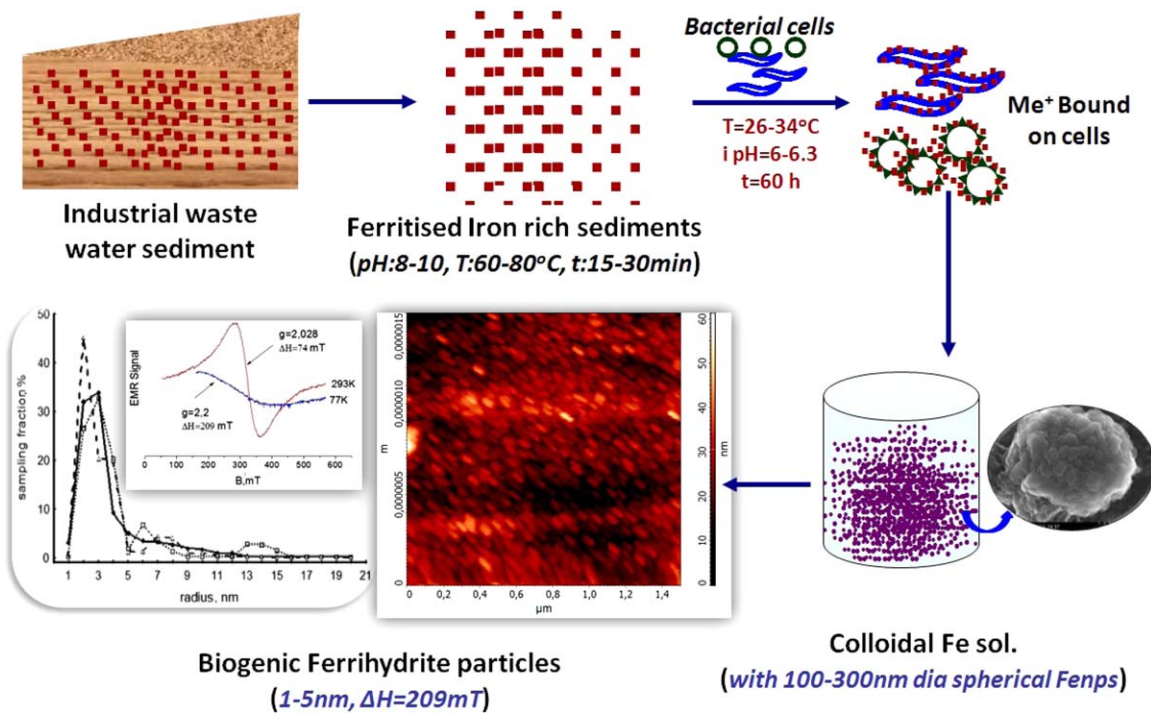 Bacterial cells
T=26-34°C
i pH=6-6.3
t=60 h
Me⁺ Bound
on cells
Industrial waste
water sediment
Ferritised Iron rich sediments
(pH:8-10, T:60-80°C, t:15-30min)
sampling fraction %
50
40
30
20
10
0
1 3 5 7 9 11 13 15 17 19 21
radius, nm
EMR Signal
g=2,028
ΔH=74 mT
g=2,2
ΔH=209 mT
293K
77K
0 100 200 300 400 500 600
B,mT
m
0,0000015
0,0000010
0,0000005
0
0 0,2 0,4 0,6 0,8 1,0 1,2 1,4
µm
nm
60
50
40
30
20
10
0
Biogenic Ferrihydrite particles
(1-5nm, ΔH=209mT)
Colloidal Fe sol.
(with 100-300nm dia spherical Fenps)